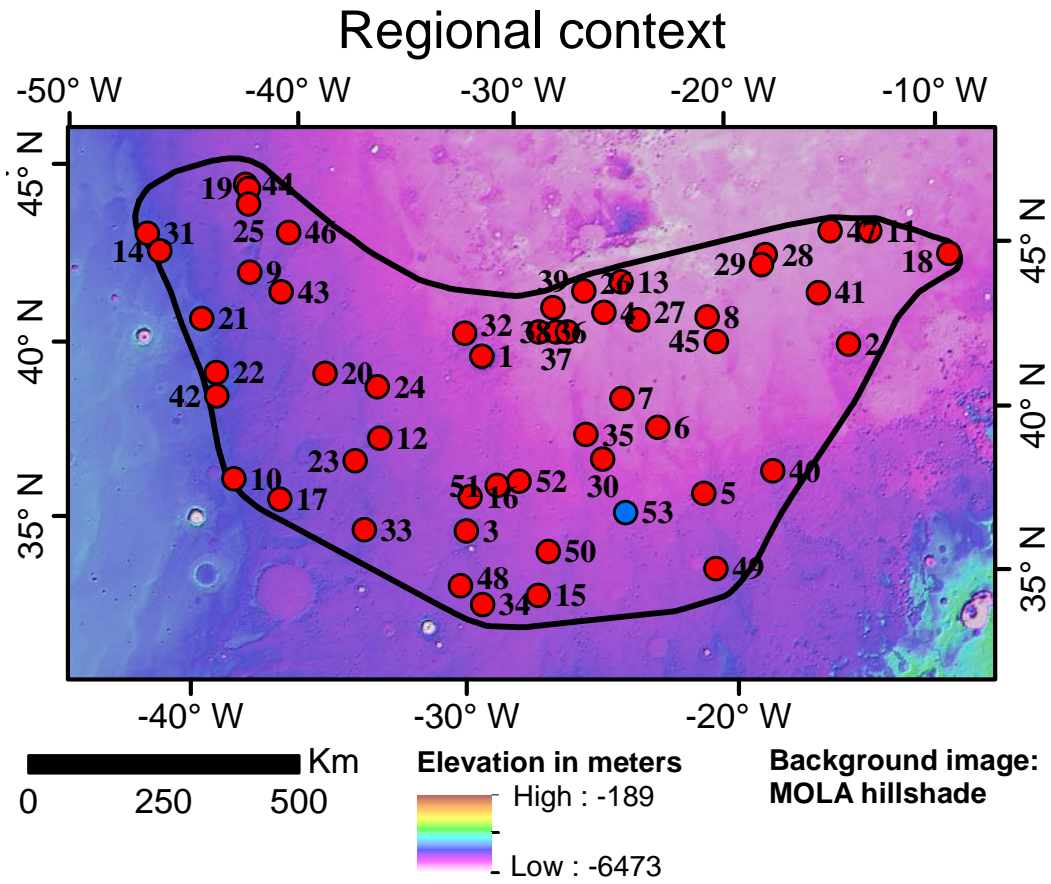 Regional context
-50° W -40° W -30° W -20° W -10° W
45° N
40° N
35° N
45° N
40° N
35° N
19 44
25 46
31
14
9
43
21
22
42
20
24
12
23
10
17
33
32
1
39
26 13
4 27
38 36
37
8
45
29 28
47 11
18
41
2
7
35 6
30
40
5
53
51 16 52
3
50
48
34 15
49
-40° W -30° W -20° W
Km
0 250 500
Elevation in meters
High : -189
Low : -6473
Background image:
MOLA hillshade